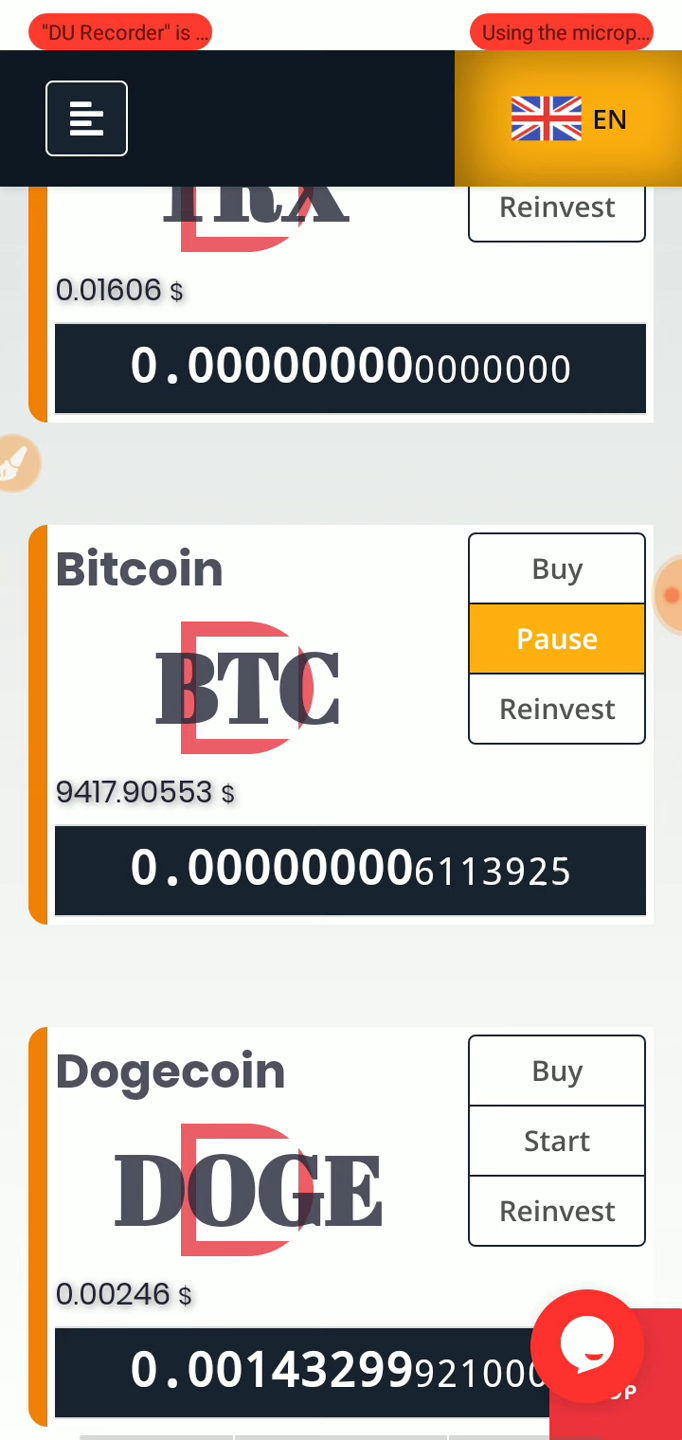 "DU Recorder" is ...
Using the microp...
EN
TRX
Reinvest
0.01606 $
0.000000000000000
Bitcoin
Buy
BTC
Pause
Reinvest
9417.90553 $
0.000000006113925
Dogecoin
Buy
DOGE
Start
Reinvest
0.00246 $
0.00143299921000